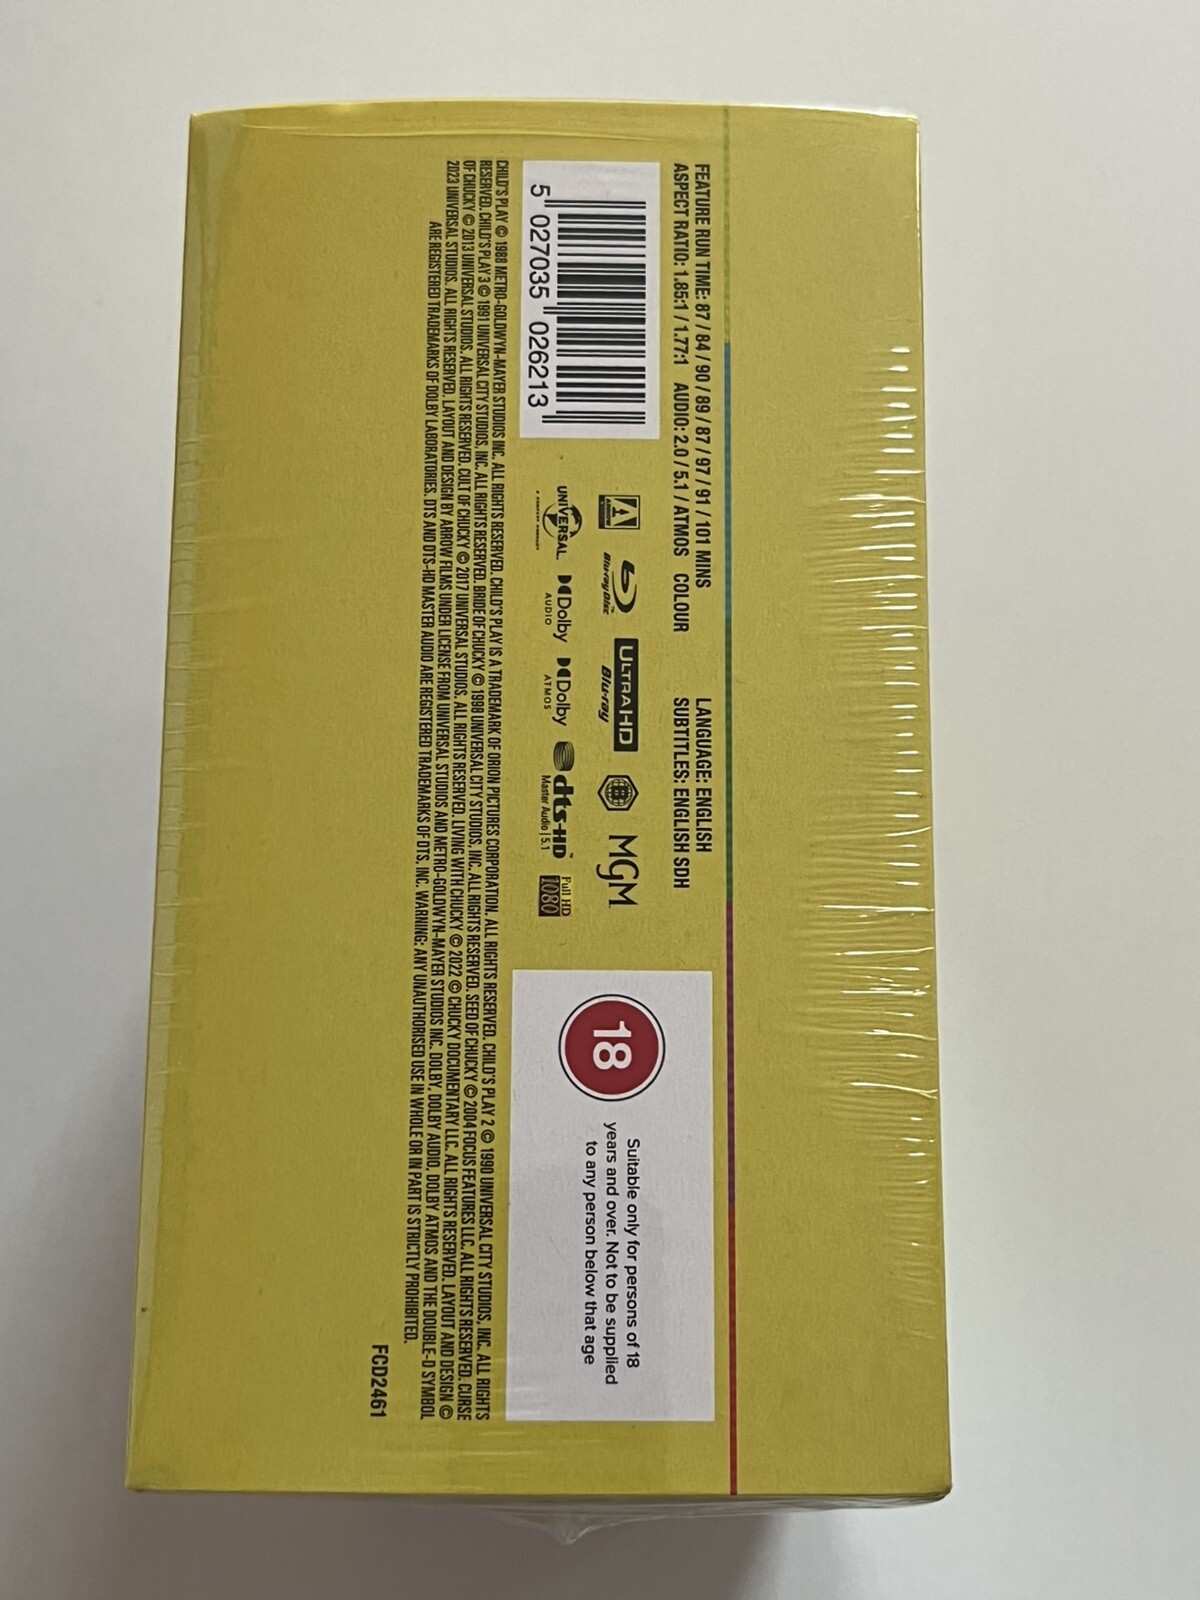 FEATURE RUN TIME: 87 / 84 / 90 / 89 / 87 / 97 / 91 / 101 MINS
ASPECT RATIO: 1.85:1 / 1.77:1 AUDIO: 2.0 / 5.1 / ATMOS COLOUR
LANGUAGE: ENGLISH
SUBTITLES: ENGLISH SDH
5 027035 026213
A
Blu-ray Disc™
ULTRA HD
Blu-ray
B
MGM
UNIVERSAL
Dolby
AUDIO
Dolby
ATMOS
dts-HD™
Master Audio | 5.1
Full HD
1080
18
Suitable only for persons of 18
years and over. Not to be supplied
to any person below that age
CHILD'S PLAY © 1988 METRO-GOLDWYN-MAYER STUDIOS INC. ALL RIGHTS RESERVED. CHILD'S PLAY IS A TRADEMARK OF ORION PICTURES CORPORATION. ALL RIGHTS RESERVED. CHILD'S PLAY 2 © 1990 UNIVERSAL CITY STUDIOS, INC. ALL RIGHTS
RESERVED. CHILD'S PLAY 3 © 1991 UNIVERSAL CITY STUDIOS, INC. ALL RIGHTS RESERVED. BRIDE OF CHUCKY © 1998 UNIVERSAL CITY STUDIOS, INC. ALL RIGHTS RESERVED. SEED OF CHUCKY © 2004 FOCUS FEATURES LLC. ALL RIGHTS RESERVED. CURSE
OF CHUCKY © 2013 UNIVERSAL STUDIOS. ALL RIGHTS RESERVED. CULT OF CHUCKY © 2017 UNIVERSAL STUDIOS. ALL RIGHTS RESERVED. LIVING WITH CHUCKY © 2022 © CHUCKY DOCUMENTARY LLC. ALL RIGHTS RESERVED. LAYOUT AND DESIGN ©
2023 UNIVERSAL STUDIOS. ALL RIGHTS RESERVED. LAYOUT AND DESIGN BY ARROW FILMS UNDER LICENSE FROM UNIVERSAL STUDIOS AND METRO-GOLDWYN-MAYER STUDIOS INC. DOLBY, DOLBY AUDIO, DOLBY ATMOS AND THE DOUBLE-D SYMBOL
ARE REGISTERED TRADEMARKS OF DOLBY LABORATORIES. DTS AND DTS-HD MASTER AUDIO ARE REGISTERED TRADEMARKS OF DTS, INC. WARNING: ANY UNAUTHORISED USE IN WHOLE OR IN PART IS STRICTLY PROHIBITED.
FCD2461